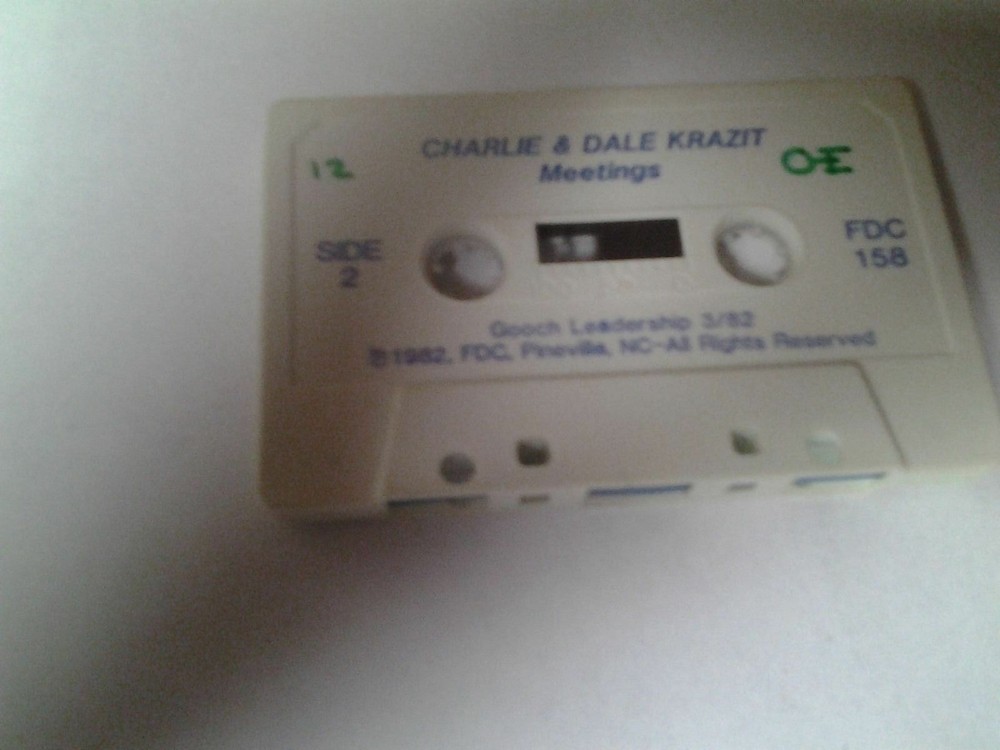 CHARLIE & DALE KRAZIT
Meetings
12
O-E
SIDE
2
FDC
158
Gooch Leadership 3/82
℗1982, FDC, Pineville, NC-All Rights Reserved